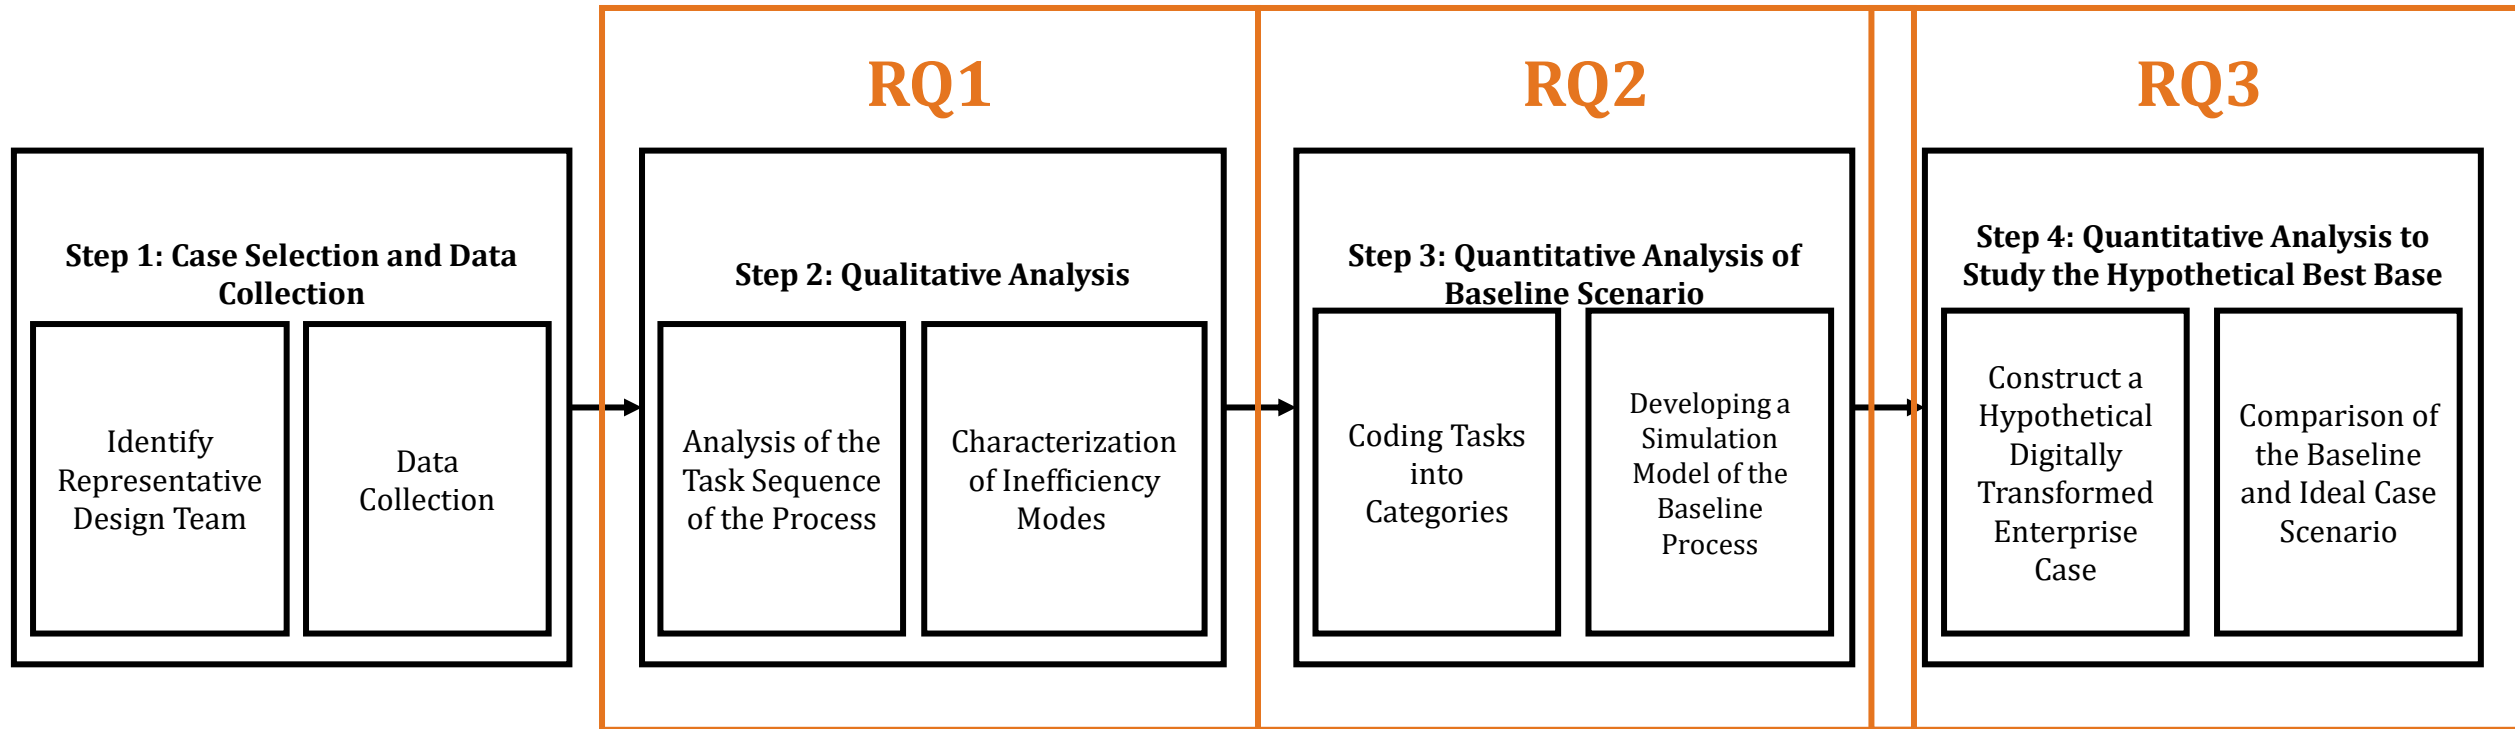 RQ1
RQ2
RQ3
Step 1: Case Selection and Data
Collection
Identify
Representative
Design Team
Data
Collection
Step 2: Qualitative Analysis
Analysis of the
Task Sequence
of the Process
Characterization
of Inefficiency
Modes
Step 3: Quantitative Analysis of
Baseline Scenario
Coding Tasks
into
Categories
Developing a
Simulation
Model of the
Baseline
Process
Step 4: Quantitative Analysis to
Study the Hypothetical Best Base
Construct a
Hypothetical
Digitally
Transformed
Enterprise
Case
Comparison of
the Baseline
and Ideal Case
Scenario